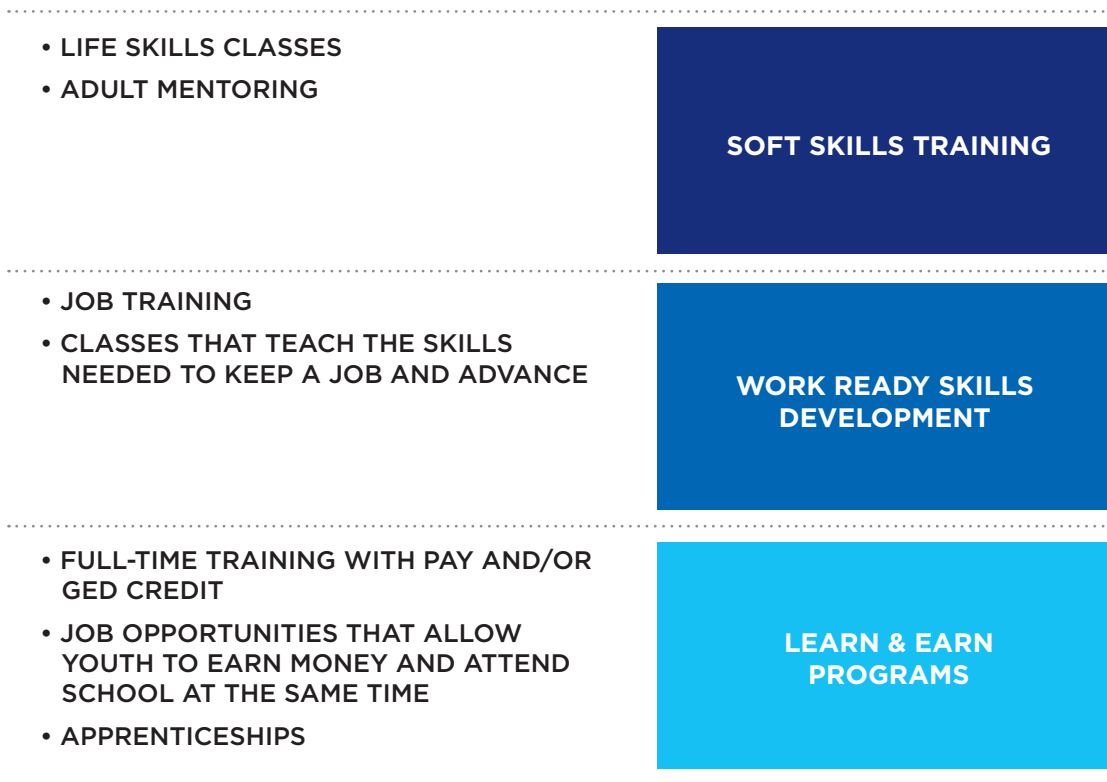 • LIFE SKILLS CLASSES
• ADULT MENTORING
SOFT SKILLS TRAINING
• JOB TRAINING
• CLASSES THAT TEACH THE SKILLS
NEEDED TO KEEP A JOB AND ADVANCE
WORK READY SKILLS
DEVELOPMENT
• FULL-TIME TRAINING WITH PAY AND/OR
GED CREDIT
• JOB OPPORTUNITIES THAT ALLOW
YOUTH TO EARN MONEY AND ATTEND
SCHOOL AT THE SAME TIME
• APPRENTICESHIPS
LEARN & EARN
PROGRAMS